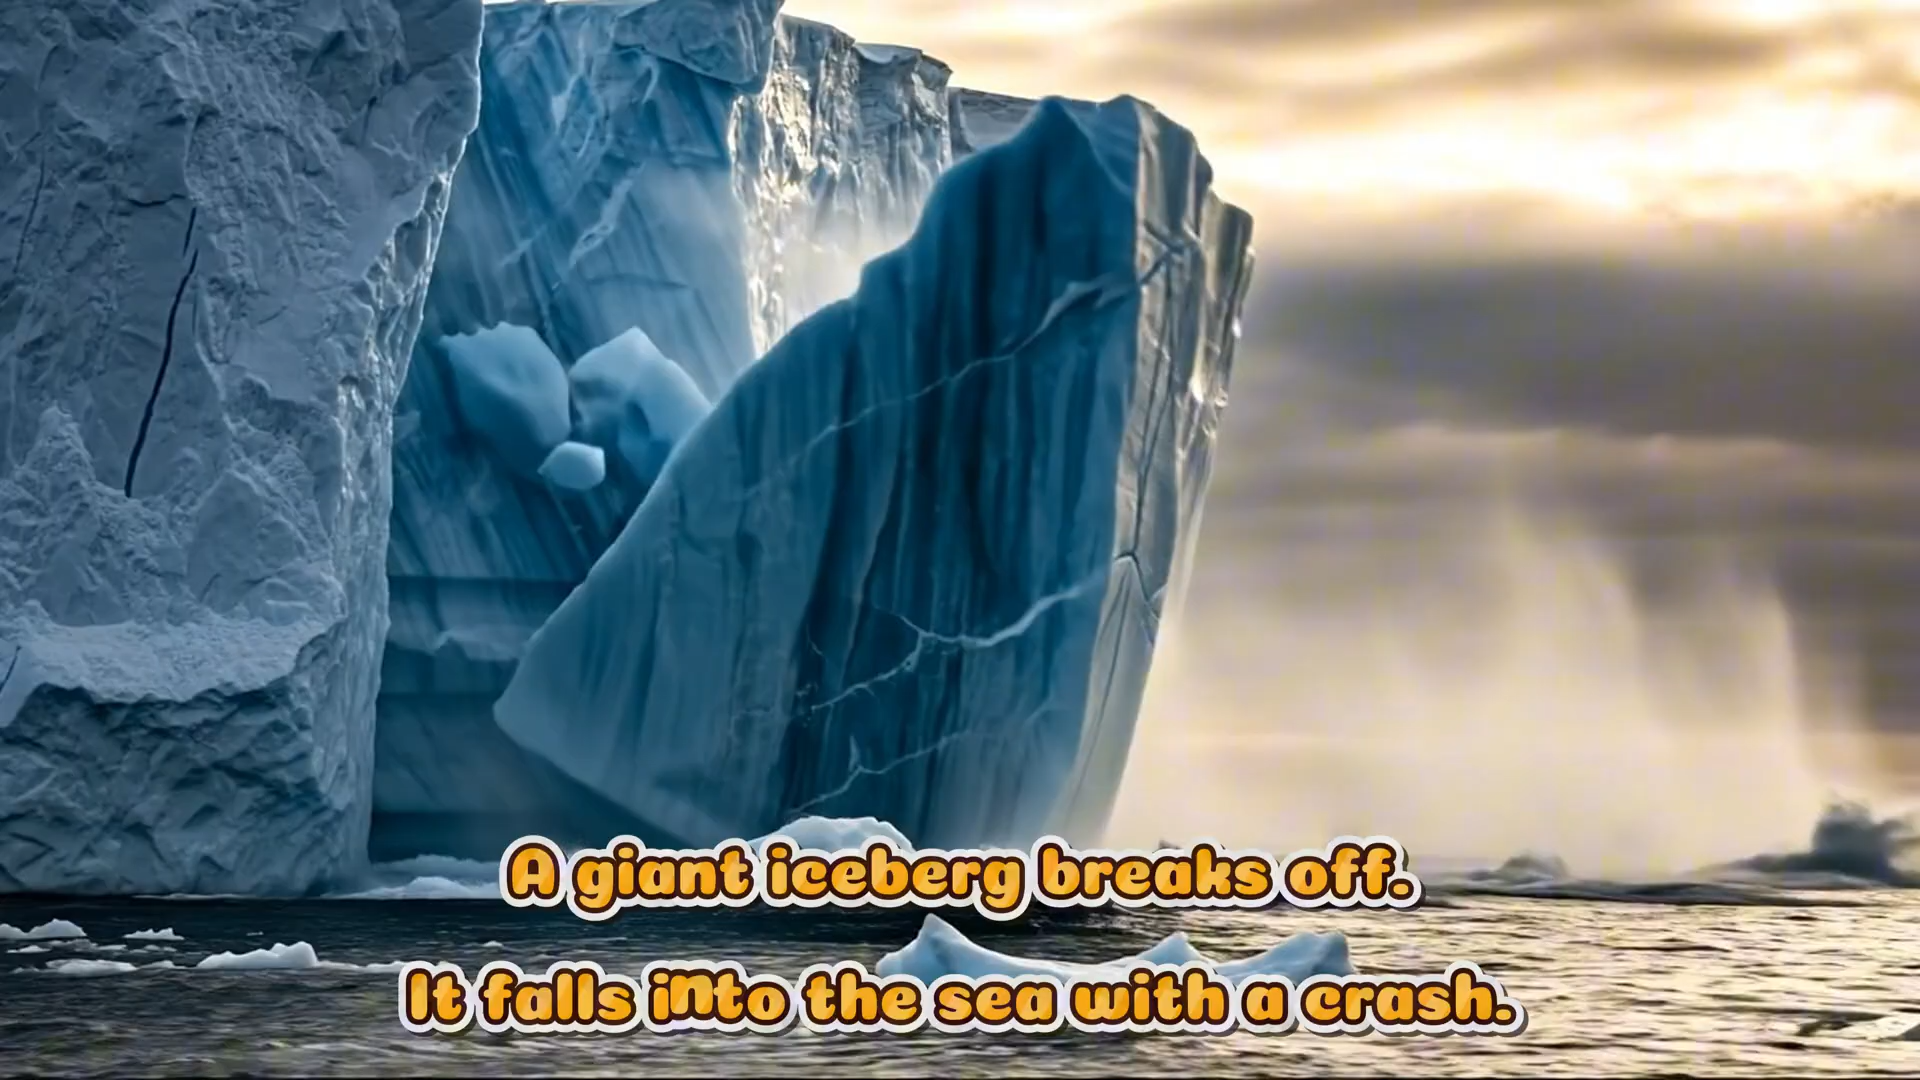 A giant iceberg breaks off.
It falls into the sea with a crash.